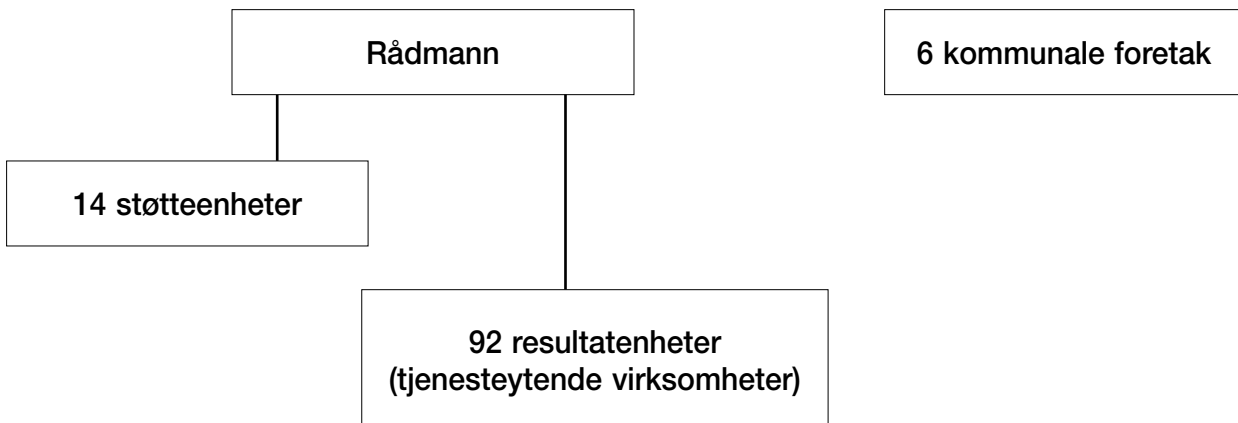 Rådmann
6 kommunale foretak
14 støtteenheter
92 resultatenheter
(tjenesteytende virksomheter)